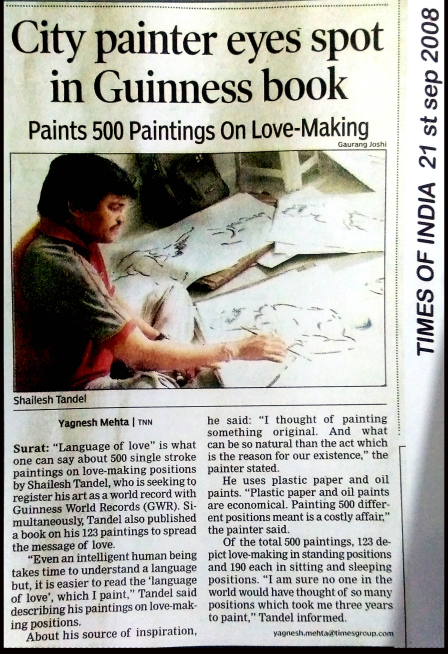 City painter eyes spot
in Guinness book
Paints 500 Paintings On Love-Making
Gaurang Joshi
Shailesh Tandel
Yagnesh Mehta | TNN
Surat: “Language of love” is what
one can say about 500 single stroke
paintings on love-making positions
by Shailesh Tandel, who is seeking to
register his art as a world record with
Guinness World Records (GWR). Si-
multaneously, Tandel also published
a book on his 123 paintings to spread
the message of love.
“Even an intelligent human being
takes time to understand a language
but, it is easier to read the ‘language
of love’, which I paint,” Tandel said
describing his paintings on love-mak-
ing positions.
About his source of inspiration,
he said: “I thought of painting
something original. And what
can be so natural than the act which
is the reason for our existence,” the
painter stated.
He uses plastic paper and oil
paints. “Plastic paper and oil paints
are economical. Painting 500 differ-
ent positions meant is a costly affair,”
the painter said.
Of the total 500 paintings, 123 de-
pict love-making in standing positions
and 190 each in sitting and sleeping
positions. “I am sure no one in the
world would have thought of so many
positions which took me three years
to paint,” Tandel informed.
yagnesh.mehta@timesgroup.com
TIMES OF INDIA 21 st sep 2008